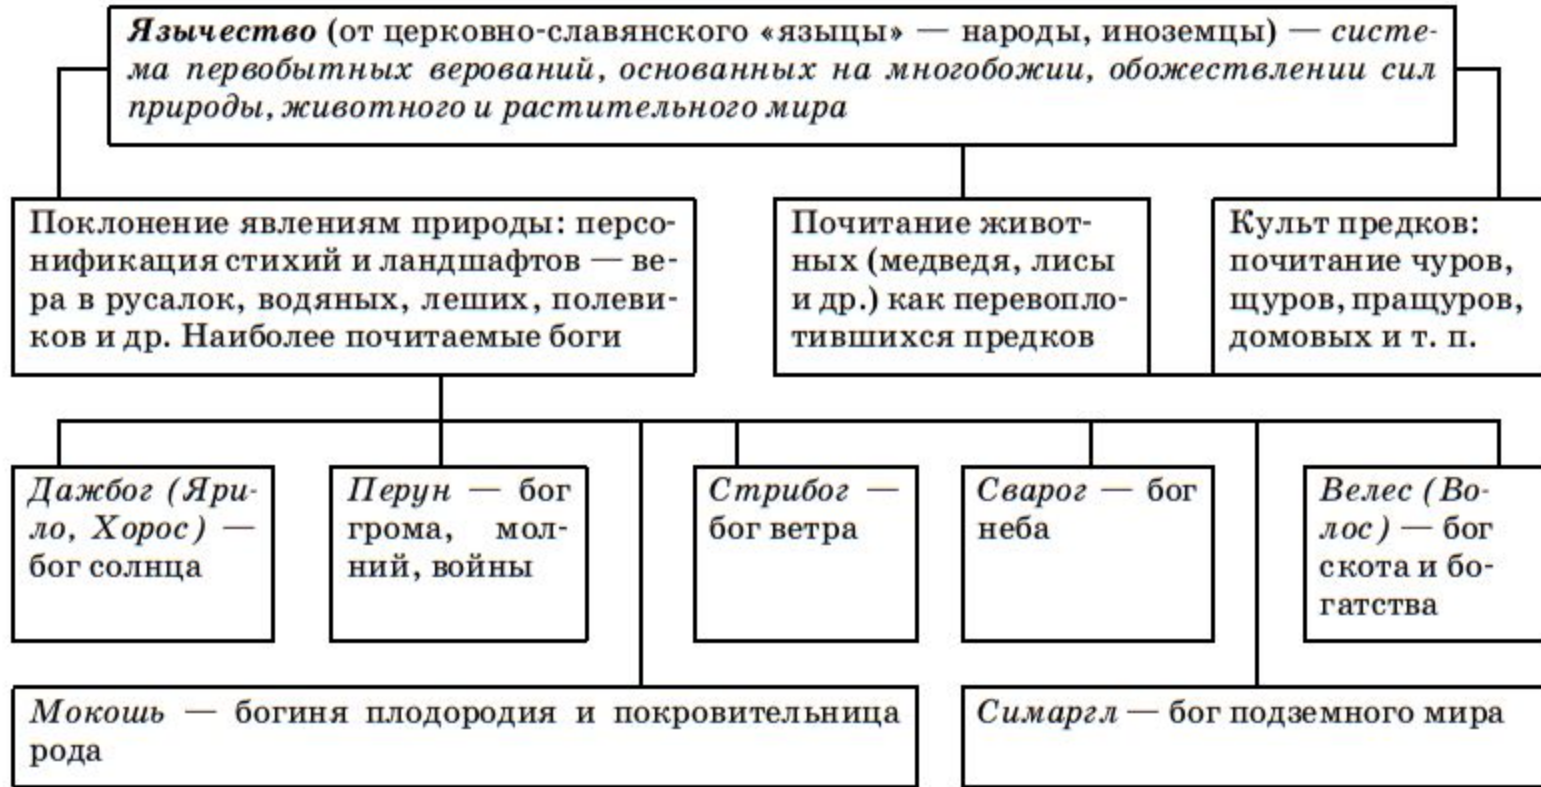 Язычество (от церковно-славянского «языцы» — народы, иноземцы) — систе-
ма первобытных верований, основанных на многобожии, обожествлении сил
природы, животного и растительного мира
Поклонение явлениям природы: персо-
нификация стихий и ландшафтов — ве-
ра в русалок, водяных, леших, полеви-
ков и др. Наиболее почитаемые боги
Почитание живот-
ных (медведя, лисы
и др.) как перевопло-
тившихся предков
Культ предков:
почитание чуров,
щуров, пращуров,
домовых и т. п.
Дажбог (Яри-
ло, Хорос) —
бог солнца
Перун — бог
грома, мол-
ний, войны
Стрибог —
бог ветра
Сварог — бог
неба
Велес (Во-
лос) — бог
скота и бо-
гатства
Мокошь — богиня плодородия и покровительница
рода
Симаргл — бог подземного мира